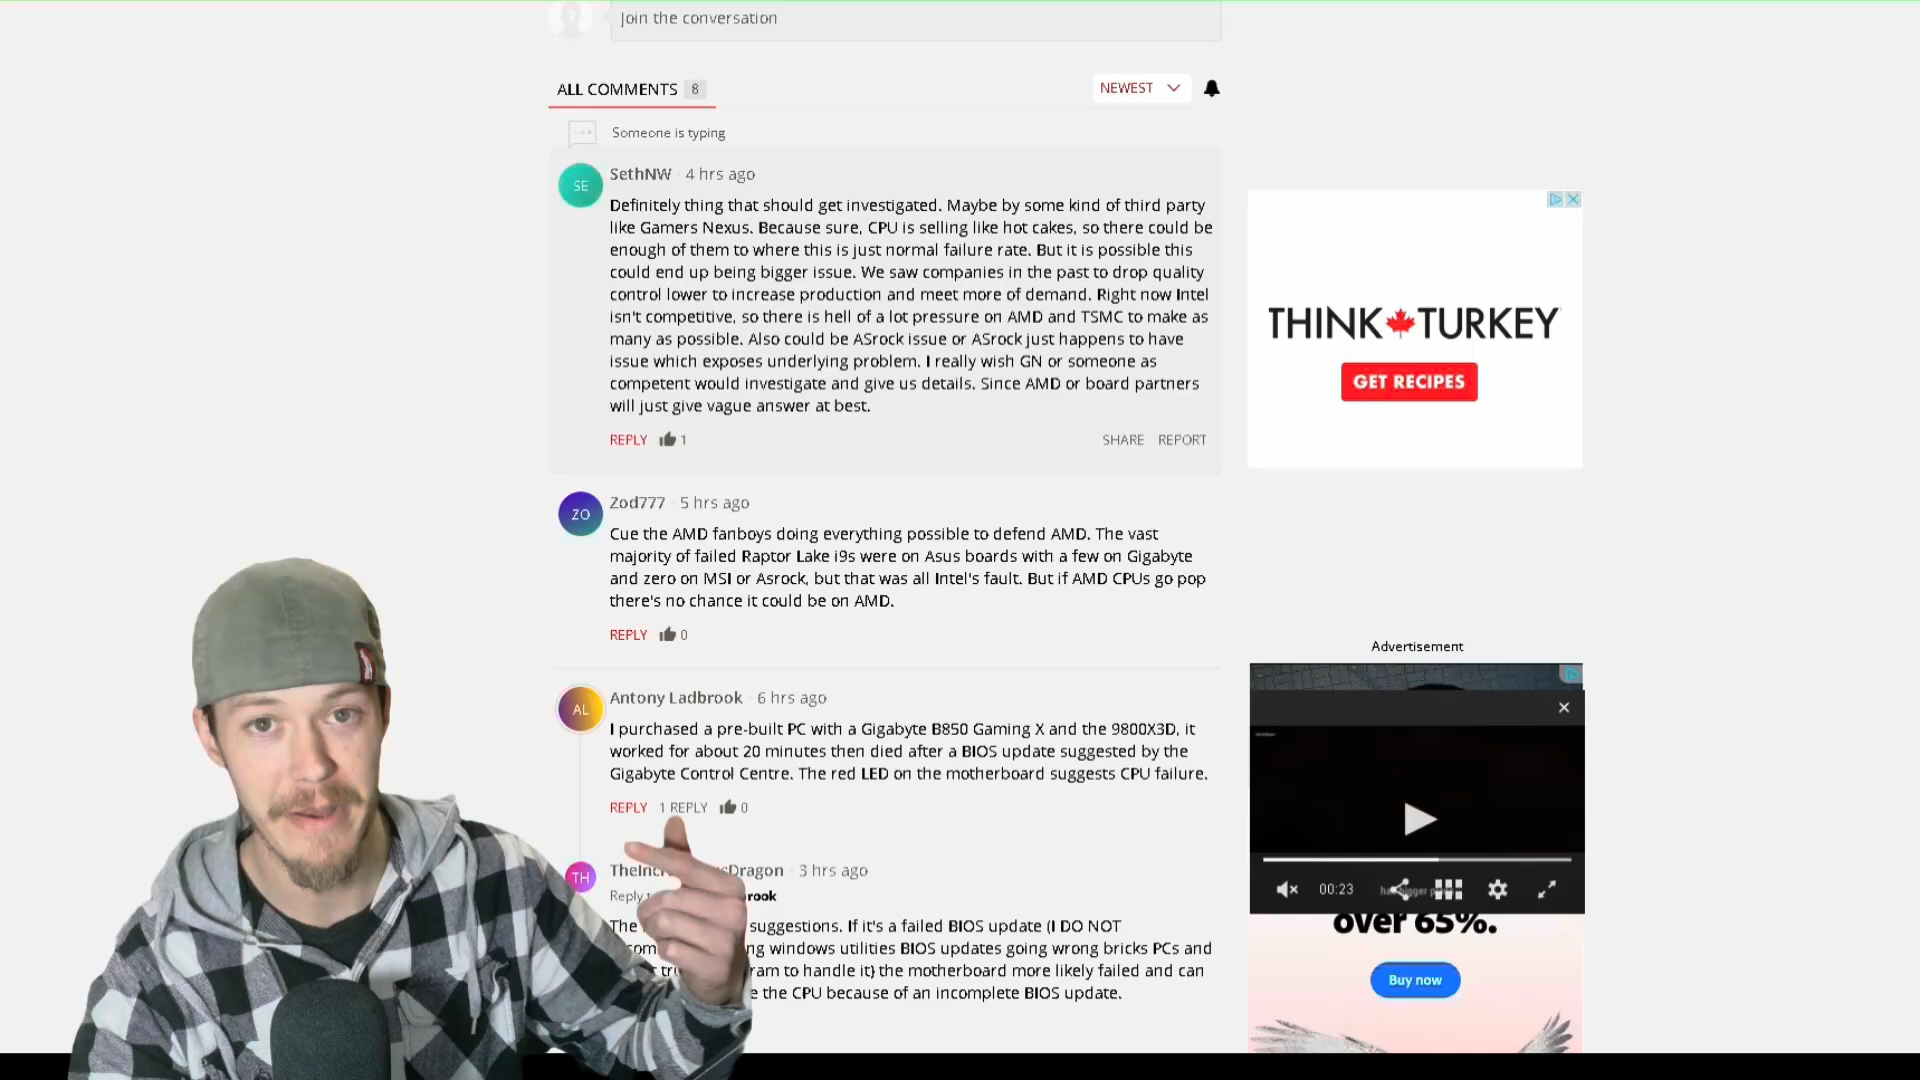 Join the conversation
ALL COMMENTS 8
NEWEST
Someone is typing
SE
SethNW · 4 hrs ago
Definitely thing that should get investigated. Maybe by some kind of third party
like Gamers Nexus. Because sure, CPU is selling like hot cakes, so there could be
enough of them to where this is just normal failure rate. But it is possible this
could end up being bigger issue. We saw companies in the past to drop quality
control lower to increase production and meet more of demand. Right now Intel
isn't competitive, so there is hell of a lot pressure on AMD and TSMC to make as
many as possible. Also could be ASrock issue or ASrock just happens to have
issue which exposes underlying problem. I really wish GN or someone as
competent would investigate and give us details. Since AMD or board partners
will just give vague answer at best.
REPLY 1
SHARE REPORT
ZO
Zod777 · 5 hrs ago
Cue the AMD fanboys doing everything possible to defend AMD. The vast
majority of failed Raptor Lake i9s were on Asus boards with a few on Gigabyte
and zero on MSI or Asrock, but that was all Intel's fault. But if AMD CPUs go pop
there's no chance it could be on AMD.
REPLY 0
AL
Antony Ladbrook · 6 hrs ago
I purchased a pre-built PC with a Gigabyte B850 Gaming X and the 9800X3D, it
worked for about 20 minutes then died after a BIOS update suggested by the
Gigabyte Control Centre. The red LED on the motherboard suggests CPU failure.
REPLY 1 REPLY 0
TH
Dragon · 3 hrs ago
Reply
The suggestions. If it's a failed BIOS update (I DO NOT
windows utilities BIOS updates going wrong bricks PCs and
to handle it} the motherboard more likely failed and can
the CPU because of an incomplete BIOS update.
THINK TURKEY
GET RECIPES
Advertisement
00:23
over 65%.
Buy now